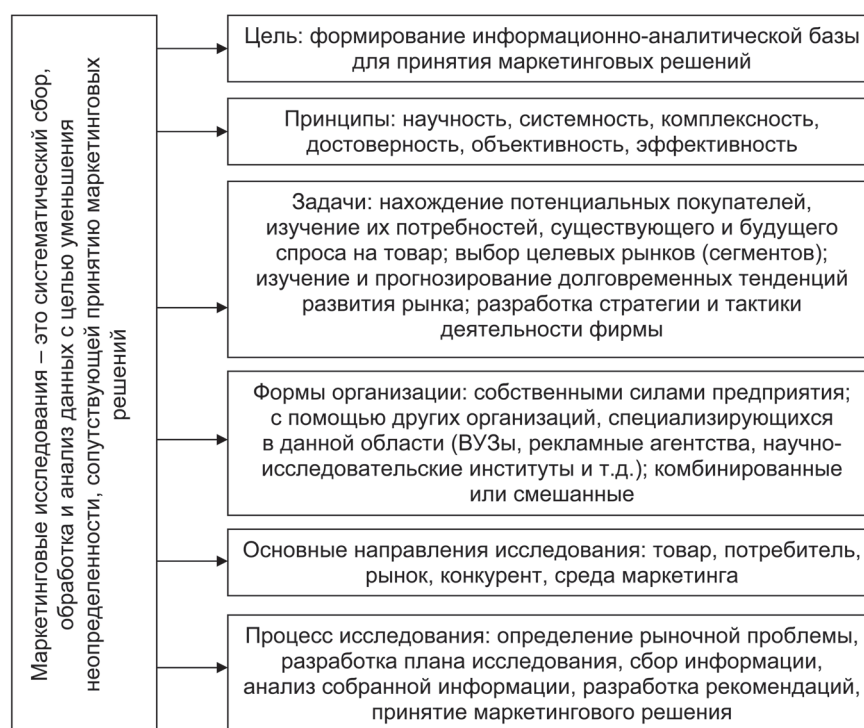 Маркетинговые исследования – это систематический сбор,
обработка и анализ данных с целью уменьшения
неопределенности, сопутствующей принятию маркетинговых
решений
Цель: формирование информационно-аналитической базы
для принятия маркетинговых решений
Принципы: научность, системность, комплексность,
достоверность, объективность, эффективность
Задачи: нахождение потенциальных покупателей,
изучение их потребностей, существующего и будущего
спроса на товар; выбор целевых рынков (сегментов);
изучение и прогнозирование долговременных тенденций
развития рынка; разработка стратегии и тактики
деятельности фирмы
Формы организации: собственными силами предприятия;
с помощью других организаций, специализирующихся
в данной области (ВУЗы, рекламные агентства, научно-
исследовательские институты и т.д.); комбинированные
или смешанные
Основные направления исследования: товар, потребитель,
рынок, конкурент, среда маркетинга
Процесс исследования: определение рыночной проблемы,
разработка плана исследования, сбор информации,
анализ собранной информации, разработка рекомендаций,
принятие маркетингового решения